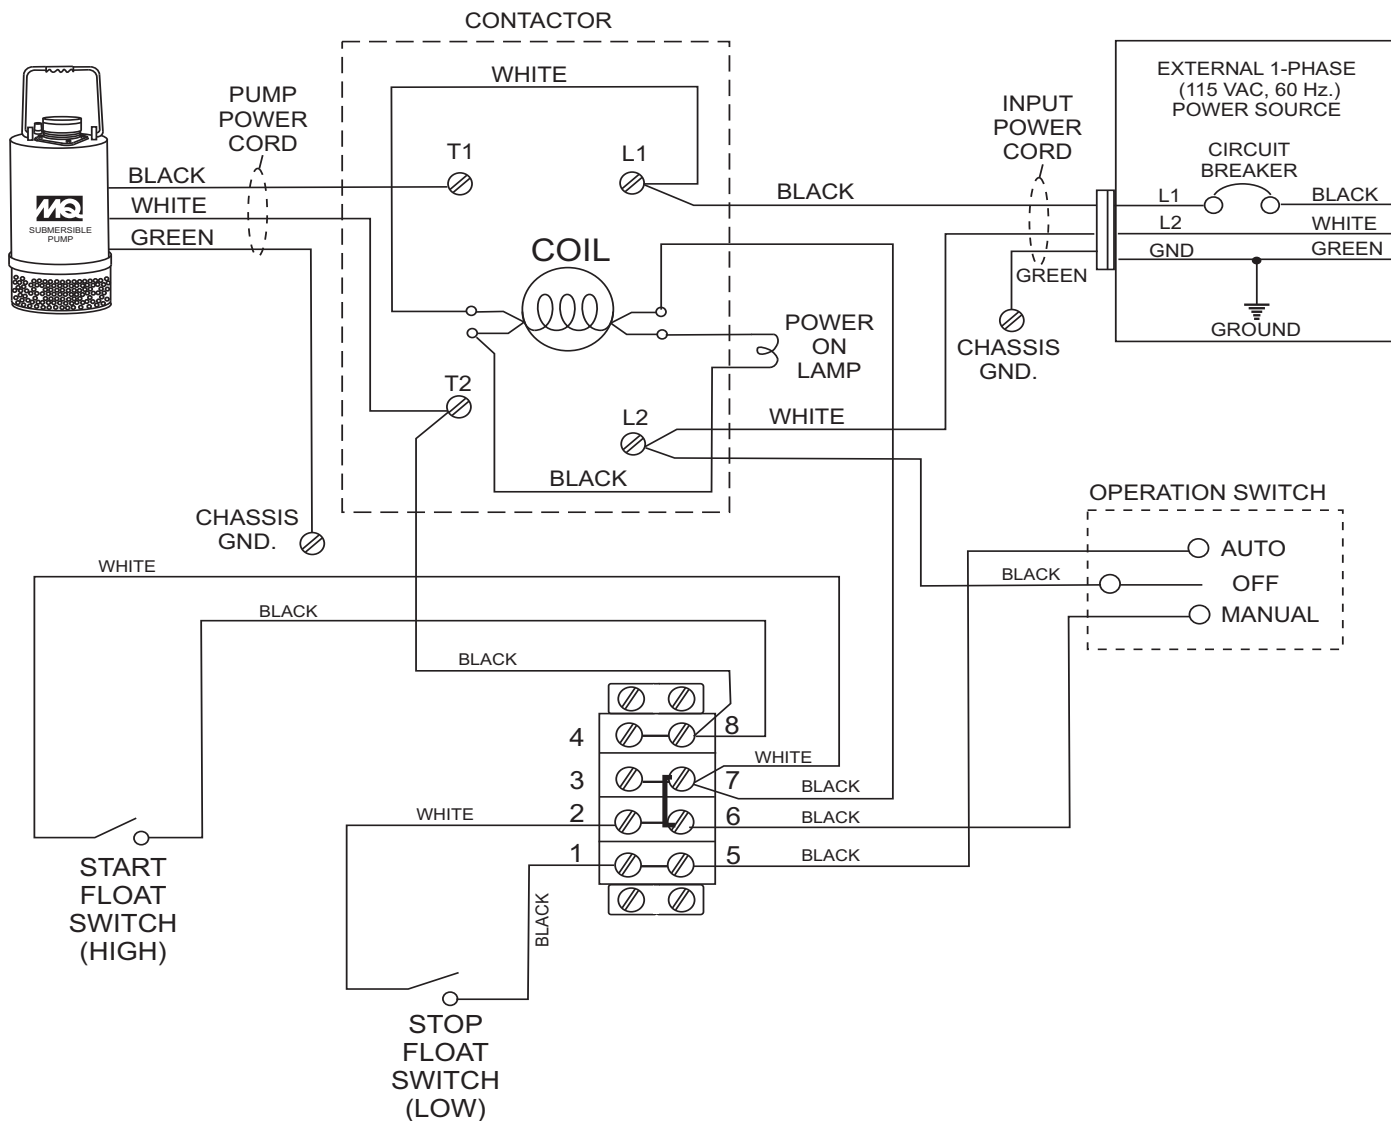 CONTACTOR
WHITE
EXTERNAL 1-PHASE
(115 VAC, 60 Hz.)
POWER SOURCE
PUMP
POWER
CORD
INPUT
POWER
CORD
CIRCUIT
BREAKER
T1
L1
BLACK
BLACK
L1
BLACK
MQ
SUBMERSIBLE
PUMP
WHITE
L2
WHITE
GREEN
COIL
GND
GREEN
GREEN
GROUND
POWER
ON
LAMP
CHASSIS
GND.
T2
L2
WHITE
BLACK
OPERATION SWITCH
CHASSIS
GND.
AUTO
WHITE
BLACK
OFF
BLACK
MANUAL
BLACK
4
8
WHITE
3
7
BLACK
WHITE
2
6
BLACK
1
5
BLACK
START
FLOAT
SWITCH
(HIGH)
BLACK
STOP
FLOAT
SWITCH
(LOW)